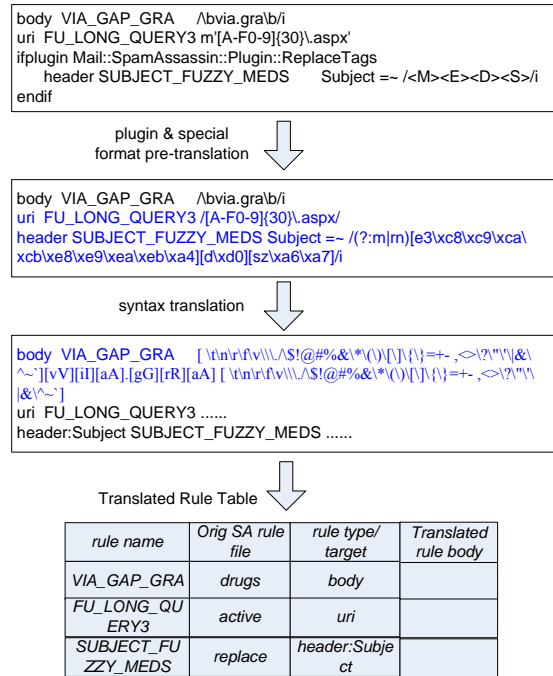 body VIA_GAP_GRA /\bvia.gra\b/i
uri FU_LONG_QUERY3 m'[A-F0-9]{30}\.aspx'
ifplugin Mail::SpamAssassin::Plugin::ReplaceTags
header SUBJECT_FUZZY_MEDS Subject =~ /<M><E><D><S>/i
endif
plugin & special
format pre-translation
body VIA_GAP_GRA /\bvia.gra\b/i
uri FU_LONG_QUERY3 /[A-F0-9]{30}\.aspx/
header SUBJECT_FUZZY_MEDS Subject =~ /(?:m|rn)[e3\xc8\xc9\xca\
xcb\xe8\xe9\xea\xeb\xa4][d\xd0][sz\xa6\xa7]/i
syntax translation
body VIA_GAP_GRA [ \t\n\r\f\v\\\./\$!@#%&\*\(\)\[\]\{\}=+- ,<>\?\"\'\|&\
^~`][vV][iI][aA].[gG][rR][aA] [ \t\n\r\f\v\\\./\$!@#%&\*\(\)\[\]\{\}=+- ,<>\?\"\'\
|&\^~`]
uri FU_LONG_QUERY3 ......
header:Subject SUBJECT_FUZZY_MEDS ......
Translated Rule Table
rule name Orig SA rule file rule type/ target Translated rule body
VIA_GAP_GRA drugs body
FU_LONG_QU
ERY3 active uri
SUBJECT_FU
ZZY_MEDS replace header:Subje
ct